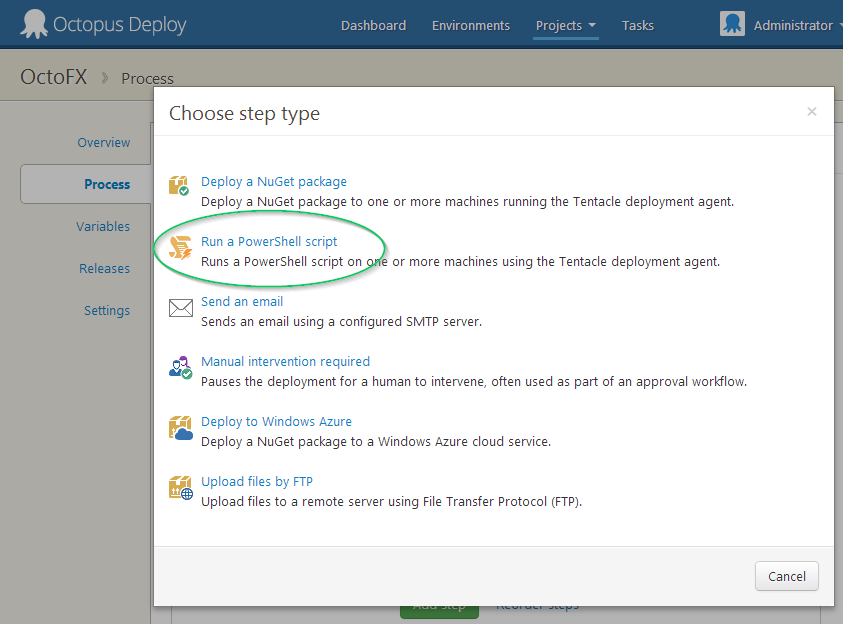 Octopus Deploy Dashboard Environments Projects Tasks Administrator
OctoFX Process
Choose step type ×
Overview
Process
Variables
Releases
Settings
Deploy a NuGet package
Deploy a NuGet package to one or more machines running the Tentacle deployment agent.
Run a PowerShell script
Runs a PowerShell script on one or more machines using the Tentacle deployment agent.
Send an email
Sends an email using a configured SMTP server.
Manual intervention required
Pauses the deployment for a human to intervene, often used as part of an approval workflow.
Deploy to Windows Azure
Deploy a NuGet package to a Windows Azure cloud service.
Upload files by FTP
Upload files to a remote server using File Transfer Protocol (FTP).
Cancel
Add step Reorder steps